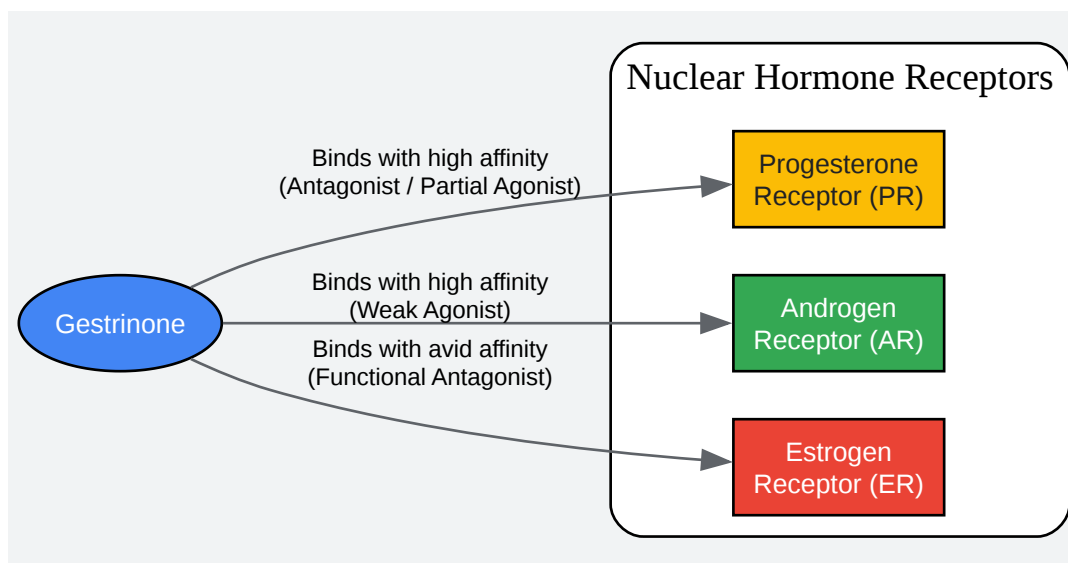 Nuclear Hormone Receptors
Binds with high affinity
(Antagonist / Partial Agonist)
Progesterone
Receptor (PR)
Gestrinone
Binds with high affinity
(Weak Agonist)
Androgen
Receptor (AR)
Binds with avid affinity
(Functional Antagonist)
Estrogen
Receptor (ER)